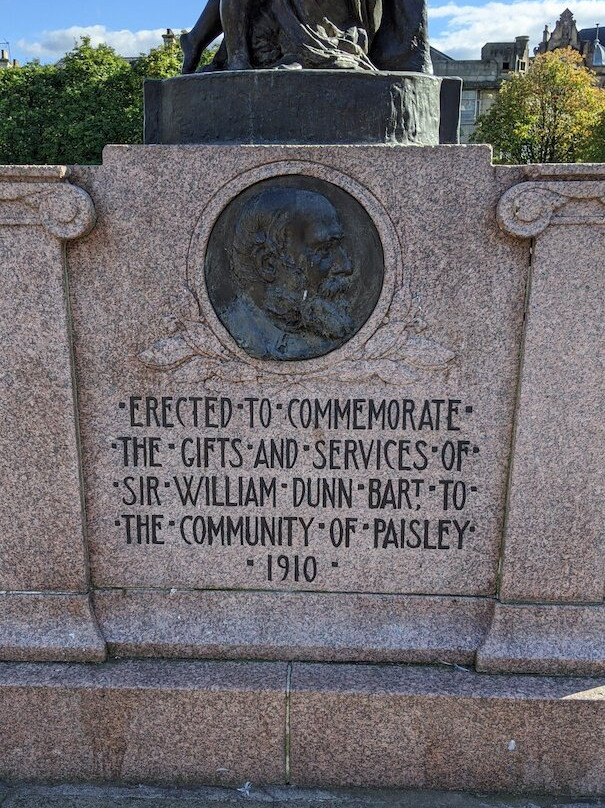 ·ERECTED·TO·COMMEMORATE·
·THE·GIFTS·AND·SERVICES·OF·
·SIR·WILLIAM·DUNN·BART,·TO·
·THE·COMMUNITY·OF·PAISLEY·
·1910·